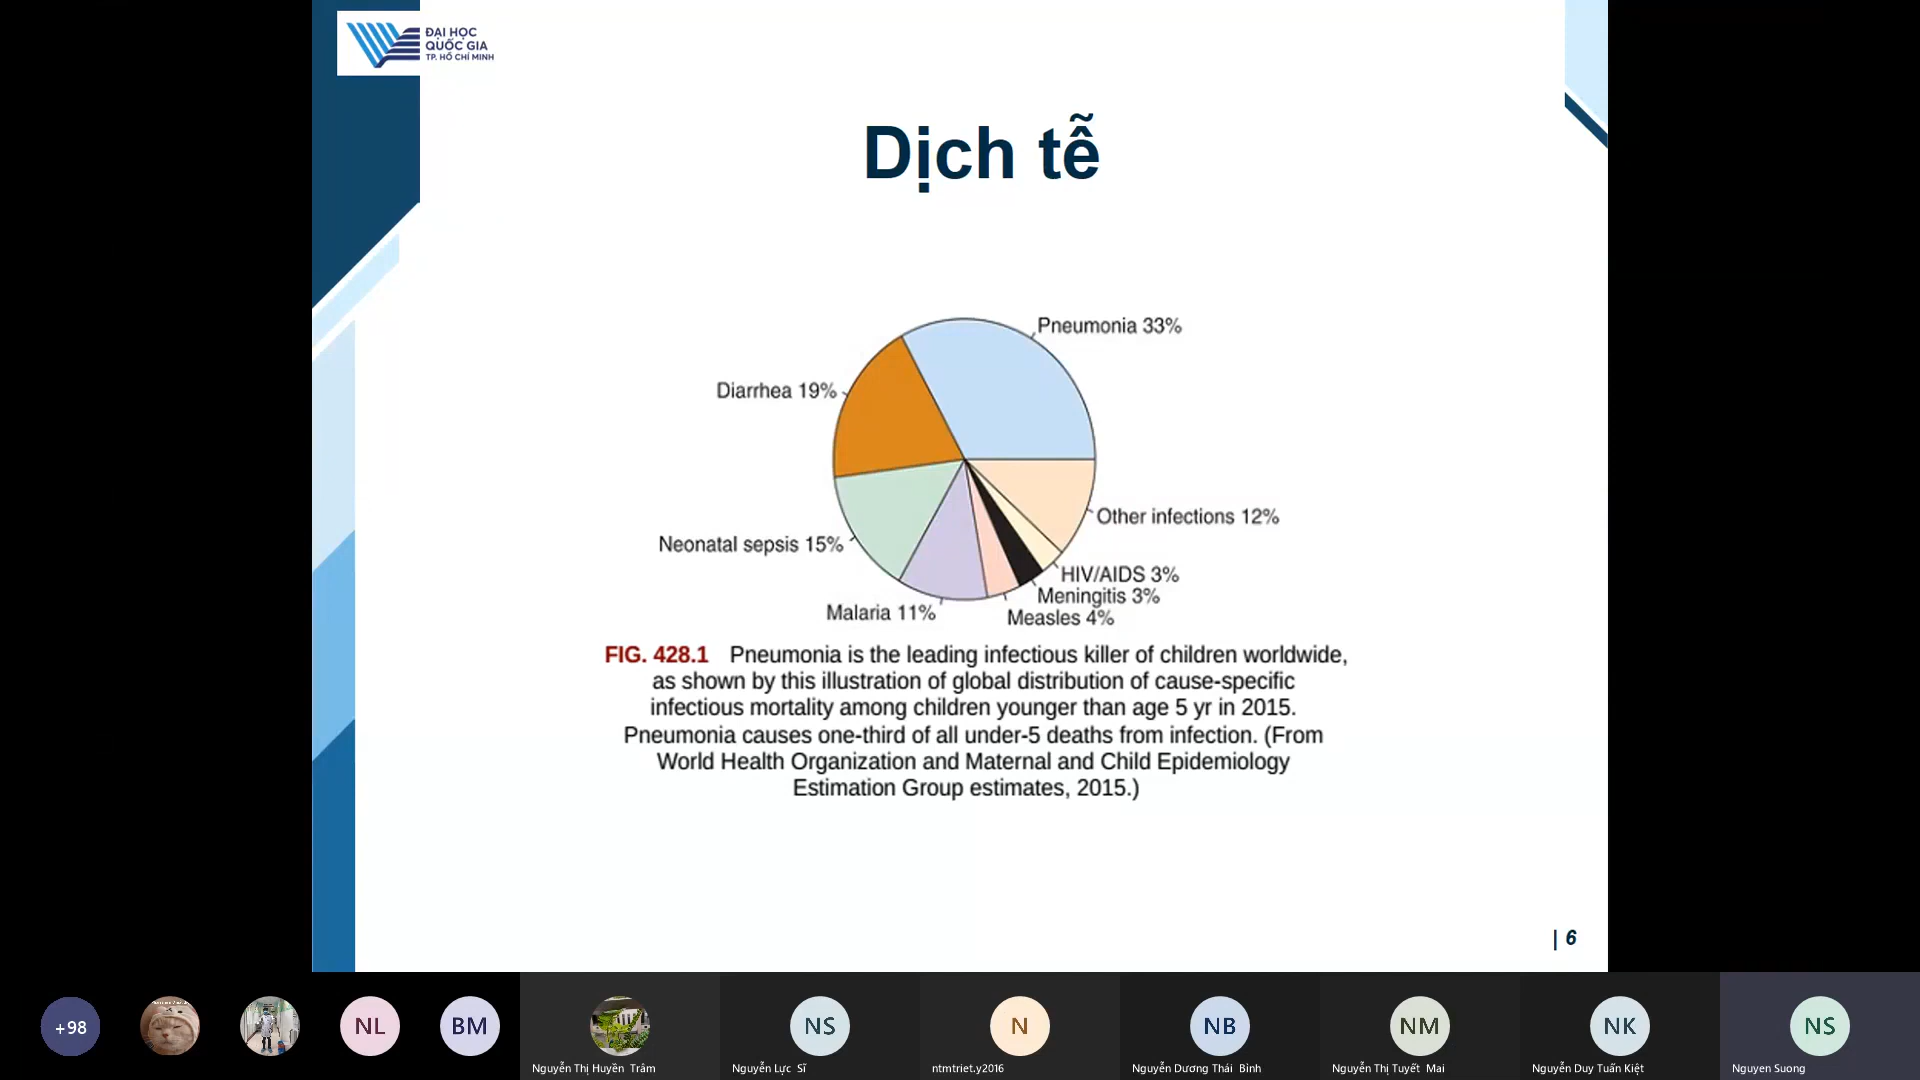 ĐẠI HỌC
QUỐC GIA
TP. HỒ CHÍ MINH
Dịch tễ
Pneumonia 33%
Diarrhea 19%
Other infections 12%
Neonatal sepsis 15%
HIV/AIDS 3%
Meningitis 3%
Malaria 11%
Measles 4%
FIG. 428.1 Pneumonia is the leading infectious killer of children worldwide,
as shown by this illustration of global distribution of cause-specific
infectious mortality among children younger than age 5 yr in 2015.
Pneumonia causes one-third of all under-5 deaths from infection. (From
World Health Organization and Maternal and Child Epidemiology
Estimation Group estimates, 2015.)
| 6
+98
NL
BM
NS
N
NB
NM
NK
NS
Nguyễn Thị Huyền Trâm
Nguyễn Lực Sĩ
ntmtriet.y2016
Nguyễn Dương Thái Bình
Nguyễn Thị Tuyết Mai
Nguyễn Duy Tuấn Kiệt
Nguyen Suong